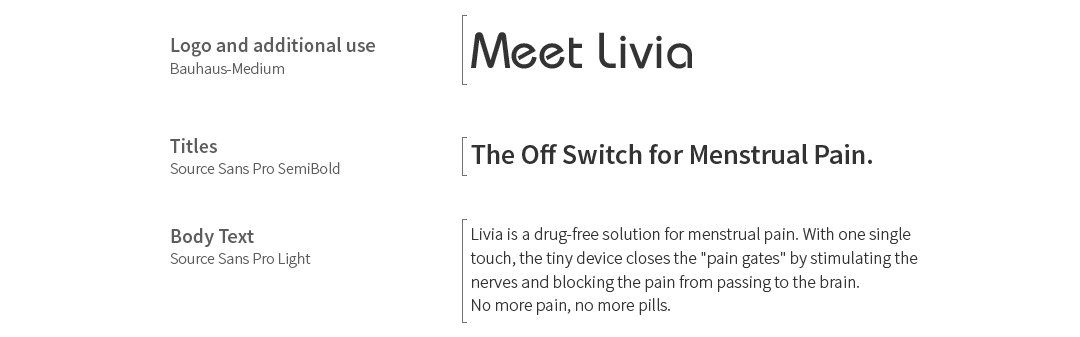 Logo and additional use
Bauhaus-Medium
Meet Livia
Titles
Source Sans Pro SemiBold
The Off Switch for Menstrual Pain.
Body Text
Source Sans Pro Light
Livia is a drug-free solution for menstrual pain. With one single
touch, the tiny device closes the "pain gates" by stimulating the
nerves and blocking the pain from passing to the brain.
No more pain, no more pills.